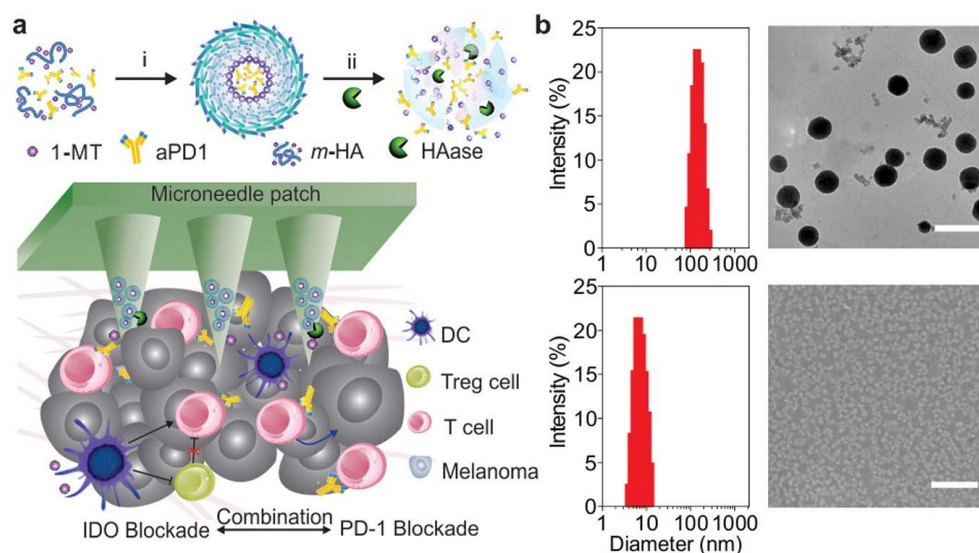 a
i
ii
1-MT
aPD1
m-HA
HAase
Microneedle patch
DC
Treg cell
T cell
Melanoma
IDO Blockade
Combination
PD-1 Blockade
b
Intensity (%)
25
20
15
10
5
0
1
10
100
1000
Intensity (%)
25
20
15
10
5
0
1
10
100
1000
Diameter (nm)